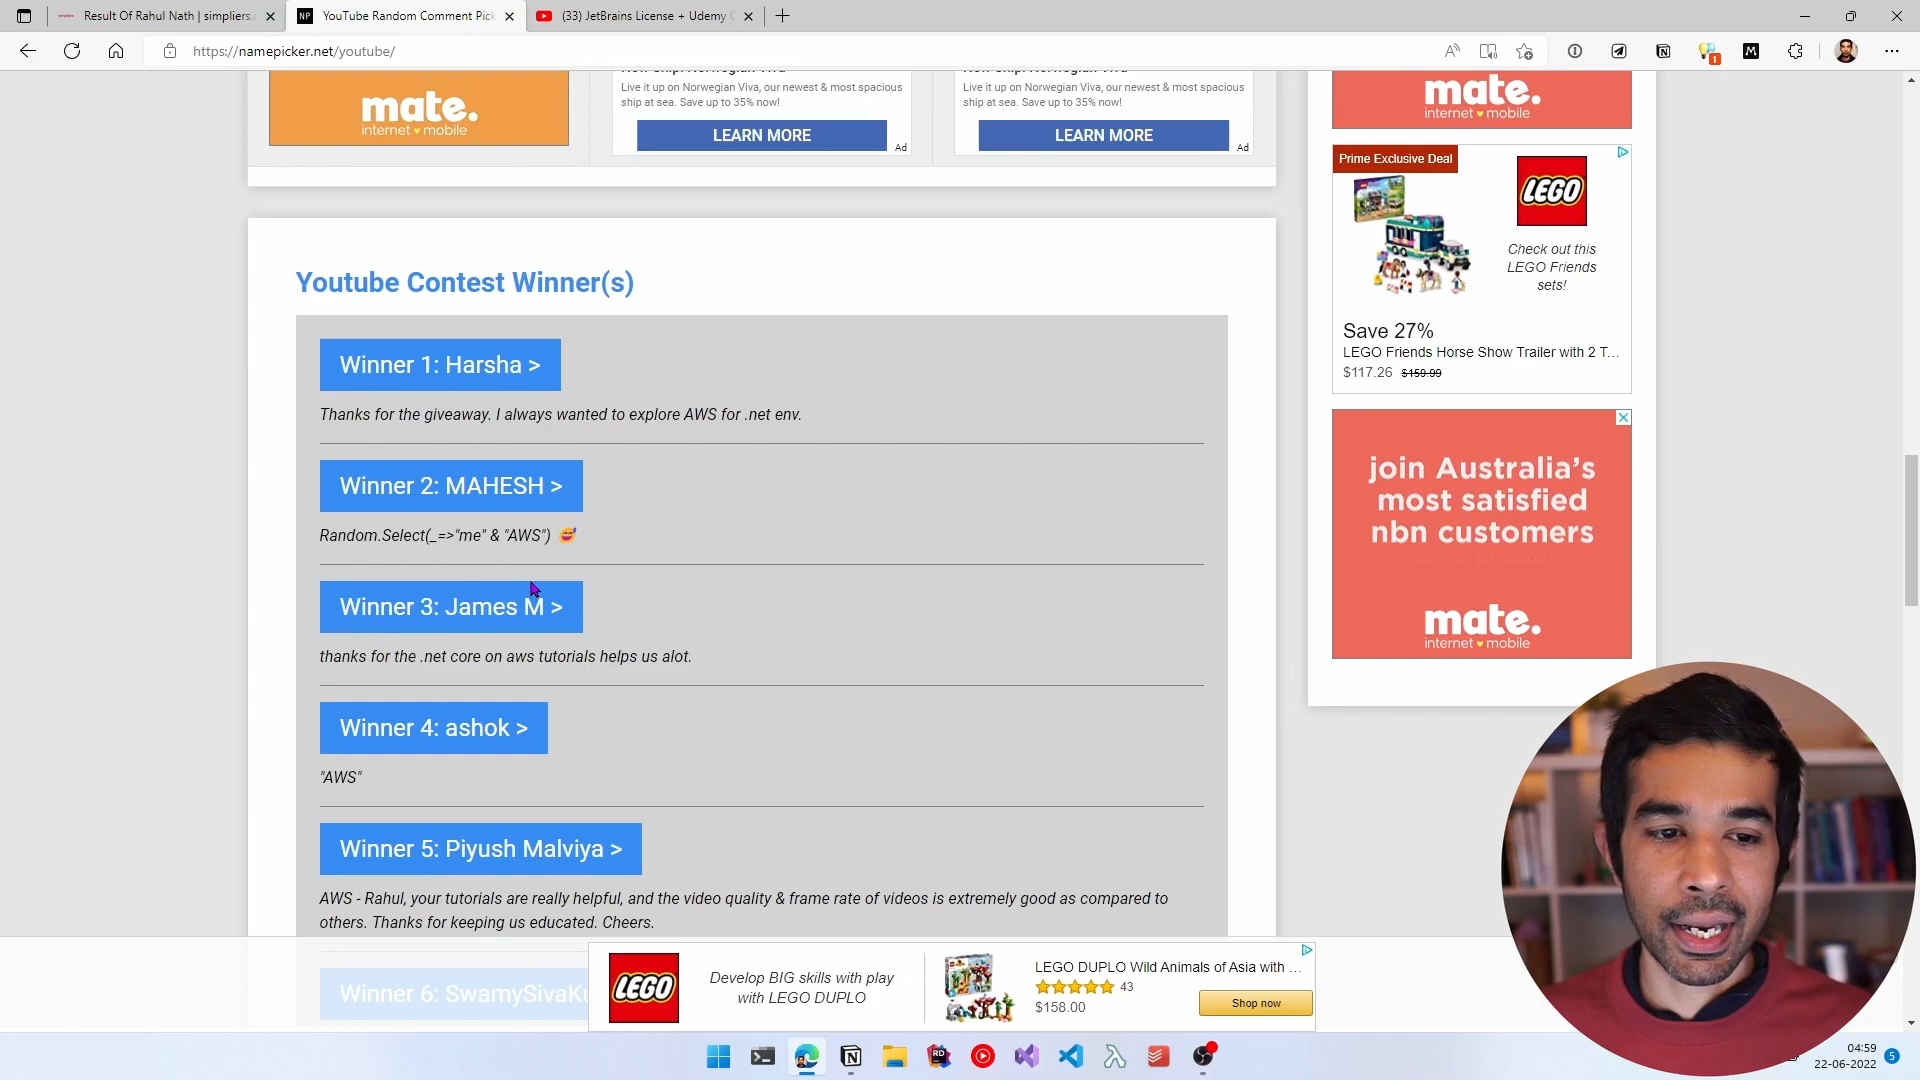 Result Of Rahul Nath | simpliers.
YouTube Random Comment Pick
(33) JetBrains License + Udemy
https://namepicker.net/youtube/
mate.
internet mobile
Live it up on Norwegian Viva, our newest & most spacious
ship at sea. Save up to 35% now!
LEARN MORE
Ad
Live it up on Norwegian Viva, our newest & most spacious
ship at sea. Save up to 35% now!
LEARN MORE
Ad
mate.
internet mobile
Prime Exclusive Deal
LEGO
Check out this
LEGO Friends
sets!
Save 27%
LEGO Friends Horse Show Trailer with 2 T...
$117.26 $159.99
join Australia's
most satisfied
nbn customers
mate.
internet mobile
Youtube Contest Winner(s)
Winner 1: Harsha >
Thanks for the giveaway. I always wanted to explore AWS for .net env.
Winner 2: MAHESH >
Random.Select(_=>"me" & "AWS") 😅
Winner 3: James M >
thanks for the .net core on aws tutorials helps us alot.
Winner 4: ashok >
"AWS"
Winner 5: Piyush Malviya >
AWS - Rahul, your tutorials are really helpful, and the video quality & frame rate of videos is extremely good as compared to
others. Thanks for keeping us educated. Cheers.
Winner 6: SwamySivaKu
LEGO
Develop BIG skills with play
with LEGO DUPLO
LEGO DUPLO Wild Animals of Asia with ...
43
$158.00
Shop now
04:59
22-06-2022
5